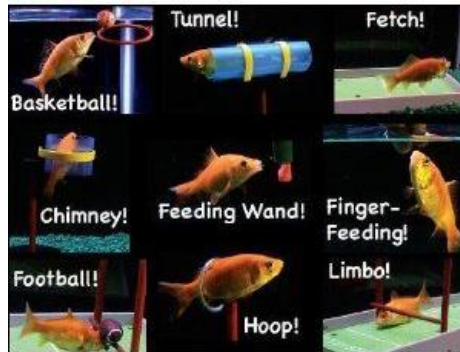 Basketball!
Tunnel!
Fetch!
Chimney!
Feeding Wand!
Finger-
Feeding!
Football!
Hoop!
Limbo!